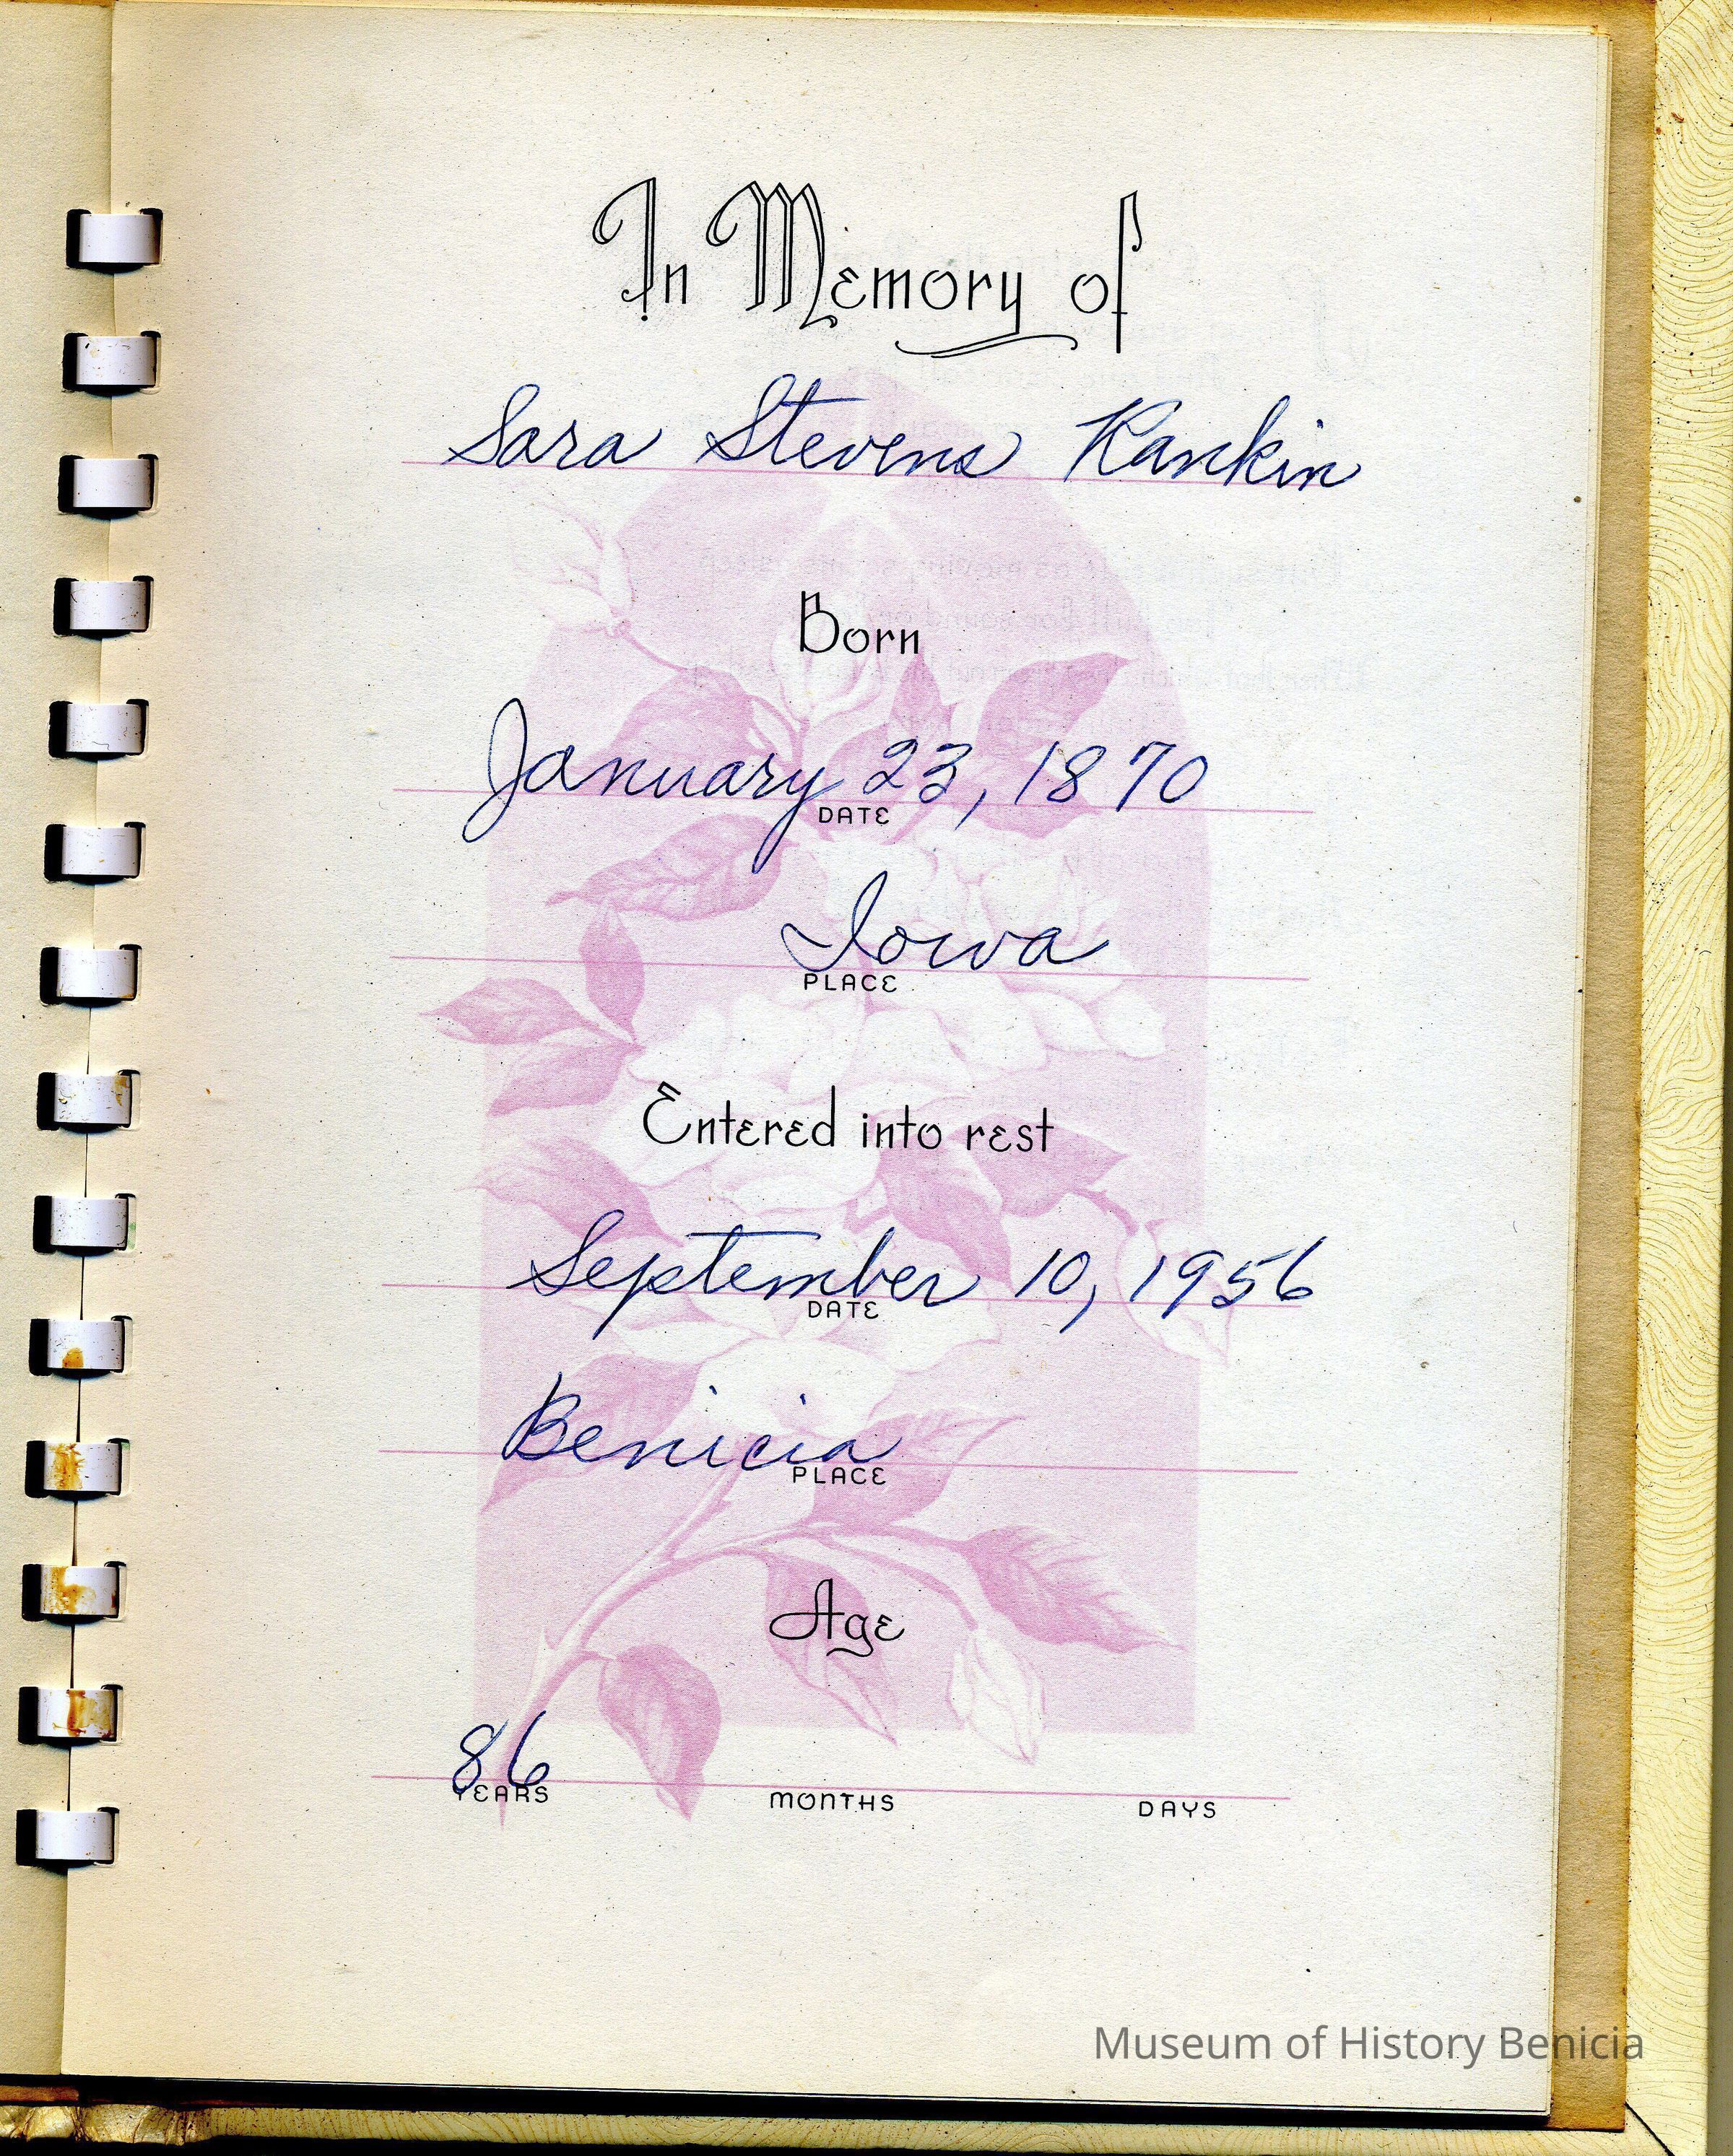 In Memory of
Sara Stevens Rankin
Born
January 23, 1870
DATE
Iowa
PLACE
Entered into rest
September 10, 1956
DATE
Benicia
PLACE
Age
86
YEARS MONTHS DAYS
Museum of History Benicia